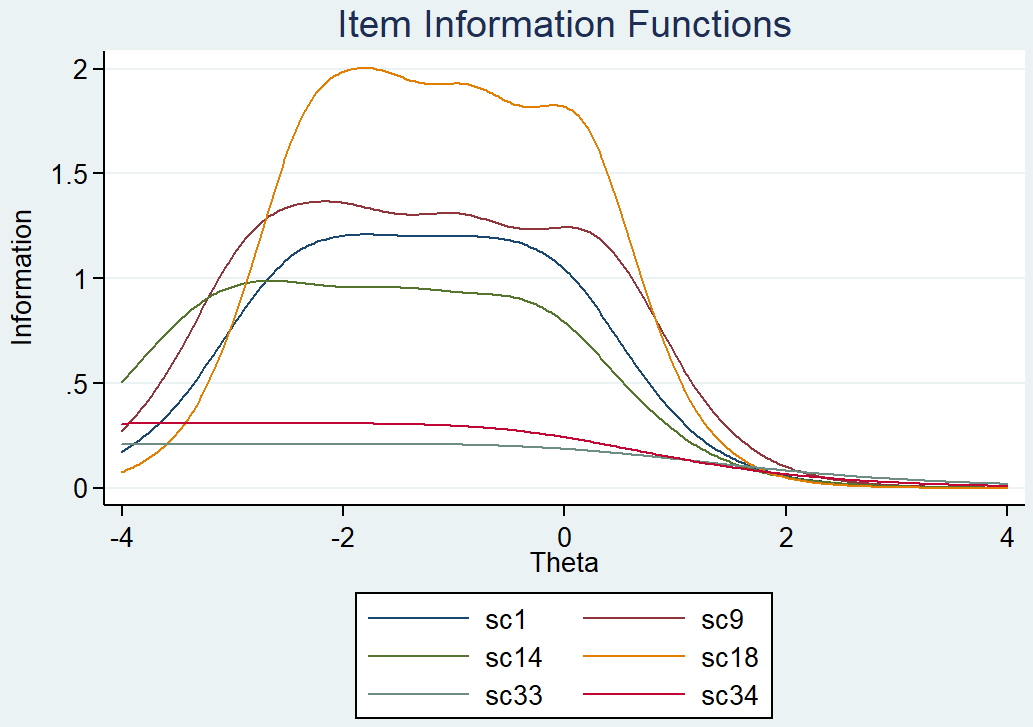 Item Information Functions
2
1.5
1
.5
0
Information
-4 -2 0 2 4
Theta
sc1 sc9
sc14 sc18
sc33 sc34